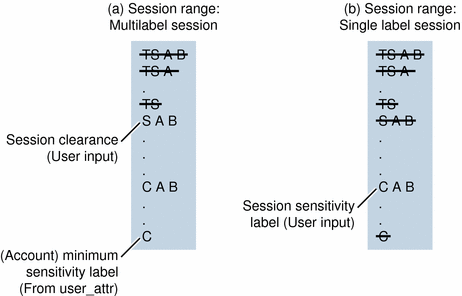 (a) Session range:
Multilabel session
TS A B
TS A
.
TS
S A B
.
.
.
C A B
.
.
C
Session clearance
(User input)
(Account) minimum
sensitivity label
(From user_attr)
(b) Session range:
Single label session
TS A B
TS A
.
TS
S A B
.
.
.
C A B
.
.
C
Session sensitivity
label (User input)